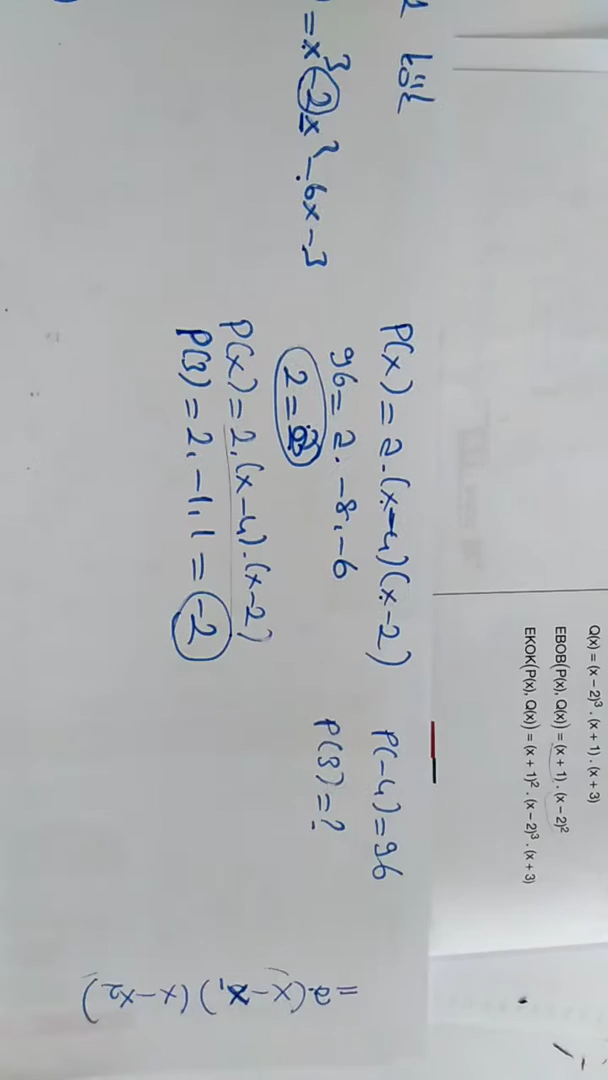 Q(x) = (x − 2)³ . (x + 1) . (x + 3)
EBOB(P(x), Q(x)) = (x + 1) . (x − 2)²
EKOK(P(x), Q(x)) = (x + 1)² . (x − 2)³ . (x + 3)
kök
= x³ - 2x² - 6x - 3
P(x) = a.(x-4)(x-2)
P(-4) = 96
96 = a. -8. -6
P(3) = ?
2 = a
P(x) = 2.(x-4).(x-2)
P(3) = 2. -1. 1 = -2
= a.(x-x₁)(x-x₂)